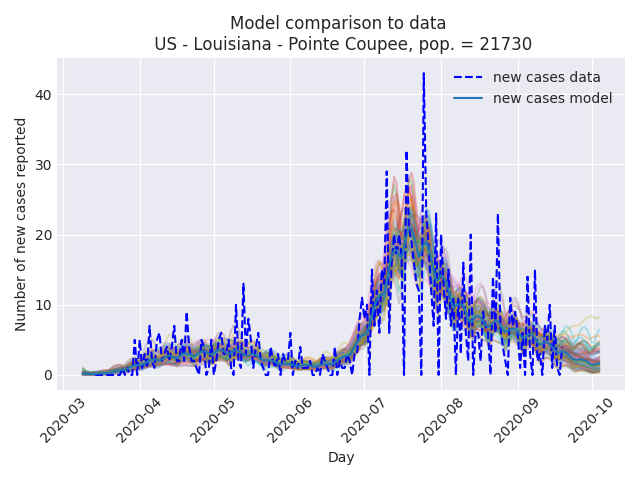 Model comparison to data
US - Louisiana - Pointe Coupee, pop. = 21730
new cases data
new cases model
Number of new cases reported
40
30
20
10
0
2020-03
2020-04
2020-05
2020-06
2020-07
2020-08
2020-09
2020-10
Day